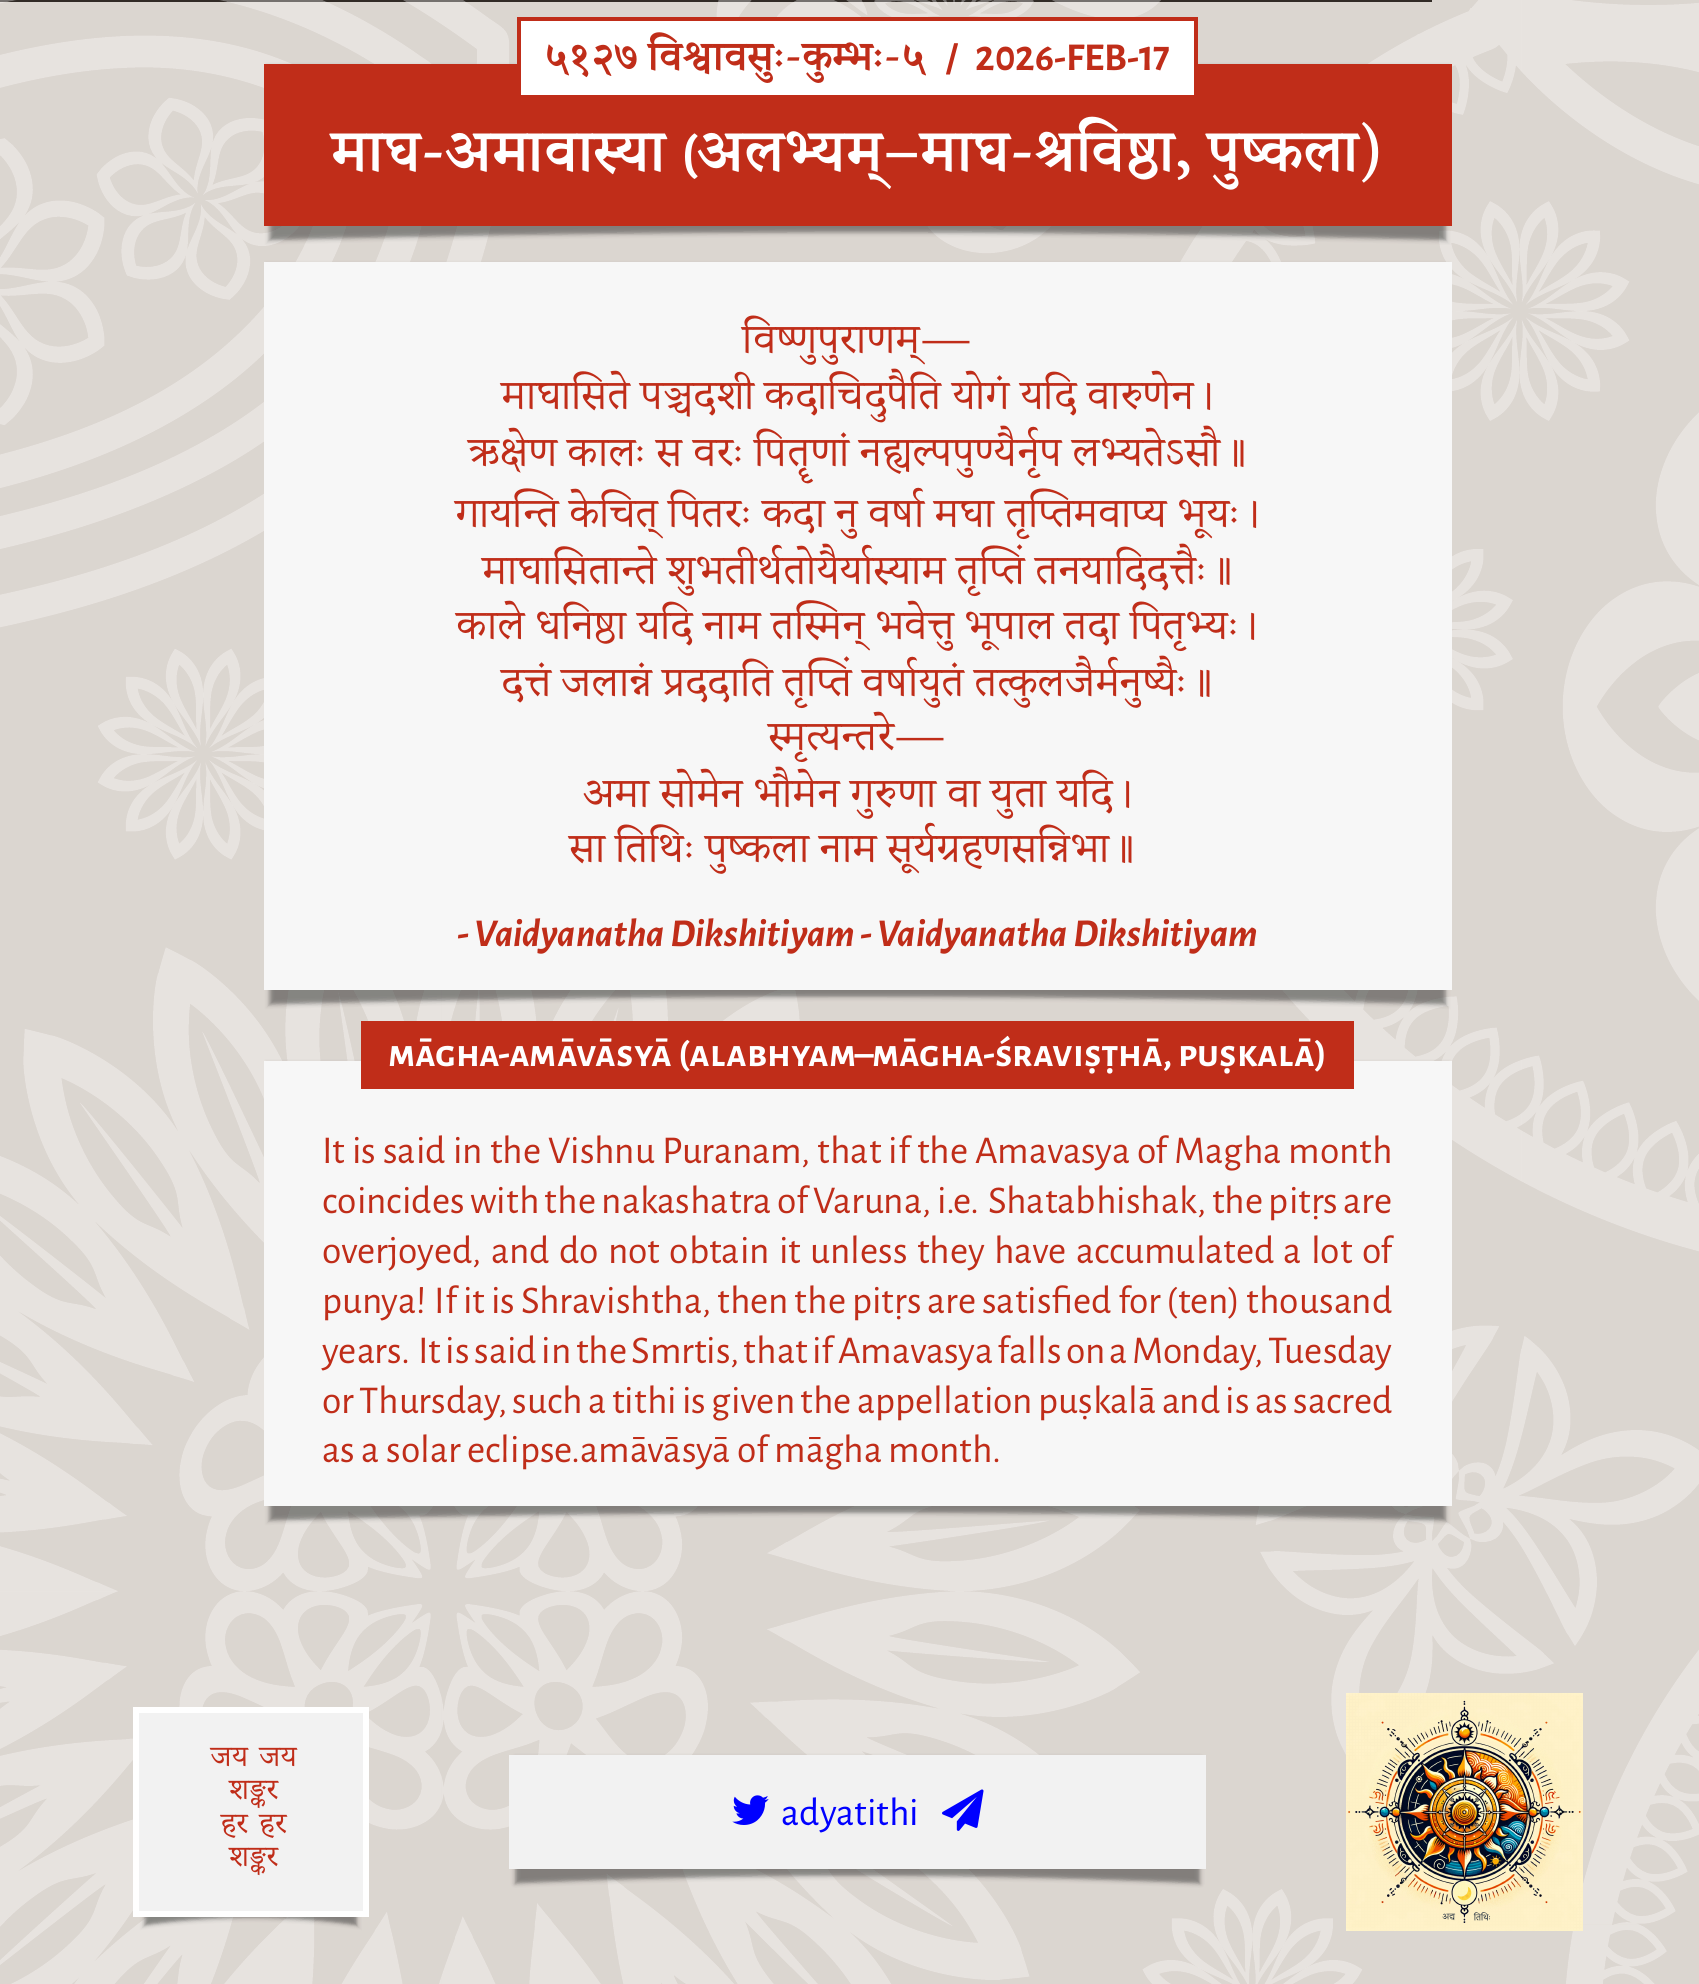 ५१२७ विश्वावसुः-कुम्भः-५ / 2026-FEB-17
माघ-अमावास्या (अलभ्यम्–माघ-श्रविष्ठा, पुष्कला)
विष्णुपुराणम्—
माघासिते पञ्चदशी कदाचिदुपैति योगं यदि वारुणेन।
ऋक्षेण कालः स वरः पितॄणां नह्यल्पपुण्यैर्नृप लभ्यतेऽसौ॥
गायन्ति केचित् पितरः कदा नु वर्षा मघा तृप्तिमवाप्य भूयः।
माघासितान्ते शुभतीर्थतोयैर्यास्याम तृप्तिं तनयादिदत्तैः॥
काले धनिष्ठा यदि नाम तस्मिन् भवेत्तु भूपाल तदा पितृभ्यः।
दत्तं जलान्नं प्रददाति तृप्तिं वर्षायुतं तत्कुलजैर्मनुष्यैः॥
स्मृत्यन्तरे—
अमा सोमेन भौमेन गुरुणा वा युता यदि।
सा तिथिः पुष्कला नाम सूर्यग्रहणसन्निभा॥
- Vaidyanatha Dikshitiyam - Vaidyanatha Dikshitiyam
MĀGHA-AMĀVĀSYĀ (ALABHYAM–MĀGHA-ŚRAVIṢṬHĀ, PUṢKALĀ)
It is said in the Vishnu Puranam, that if the Amavasya of Magha month
coincides with the nakashatra of Varuna, i.e. Shatabhishak, the pitṛs are
overjoyed, and do not obtain it unless they have accumulated a lot of
punya! If it is Shravishtha, then the pitṛs are satisfied for (ten) thousand
years. It is said in the Smrtis, that if Amavasya falls on a Monday, Tuesday
or Thursday, such a tithi is given the appellation puṣkalā and is as sacred
as a solar eclipse.amāvāsyā of māgha month.
जय जय
शङ्कर
हर हर
शङ्कर
adyatithi
अद्य तिथिः